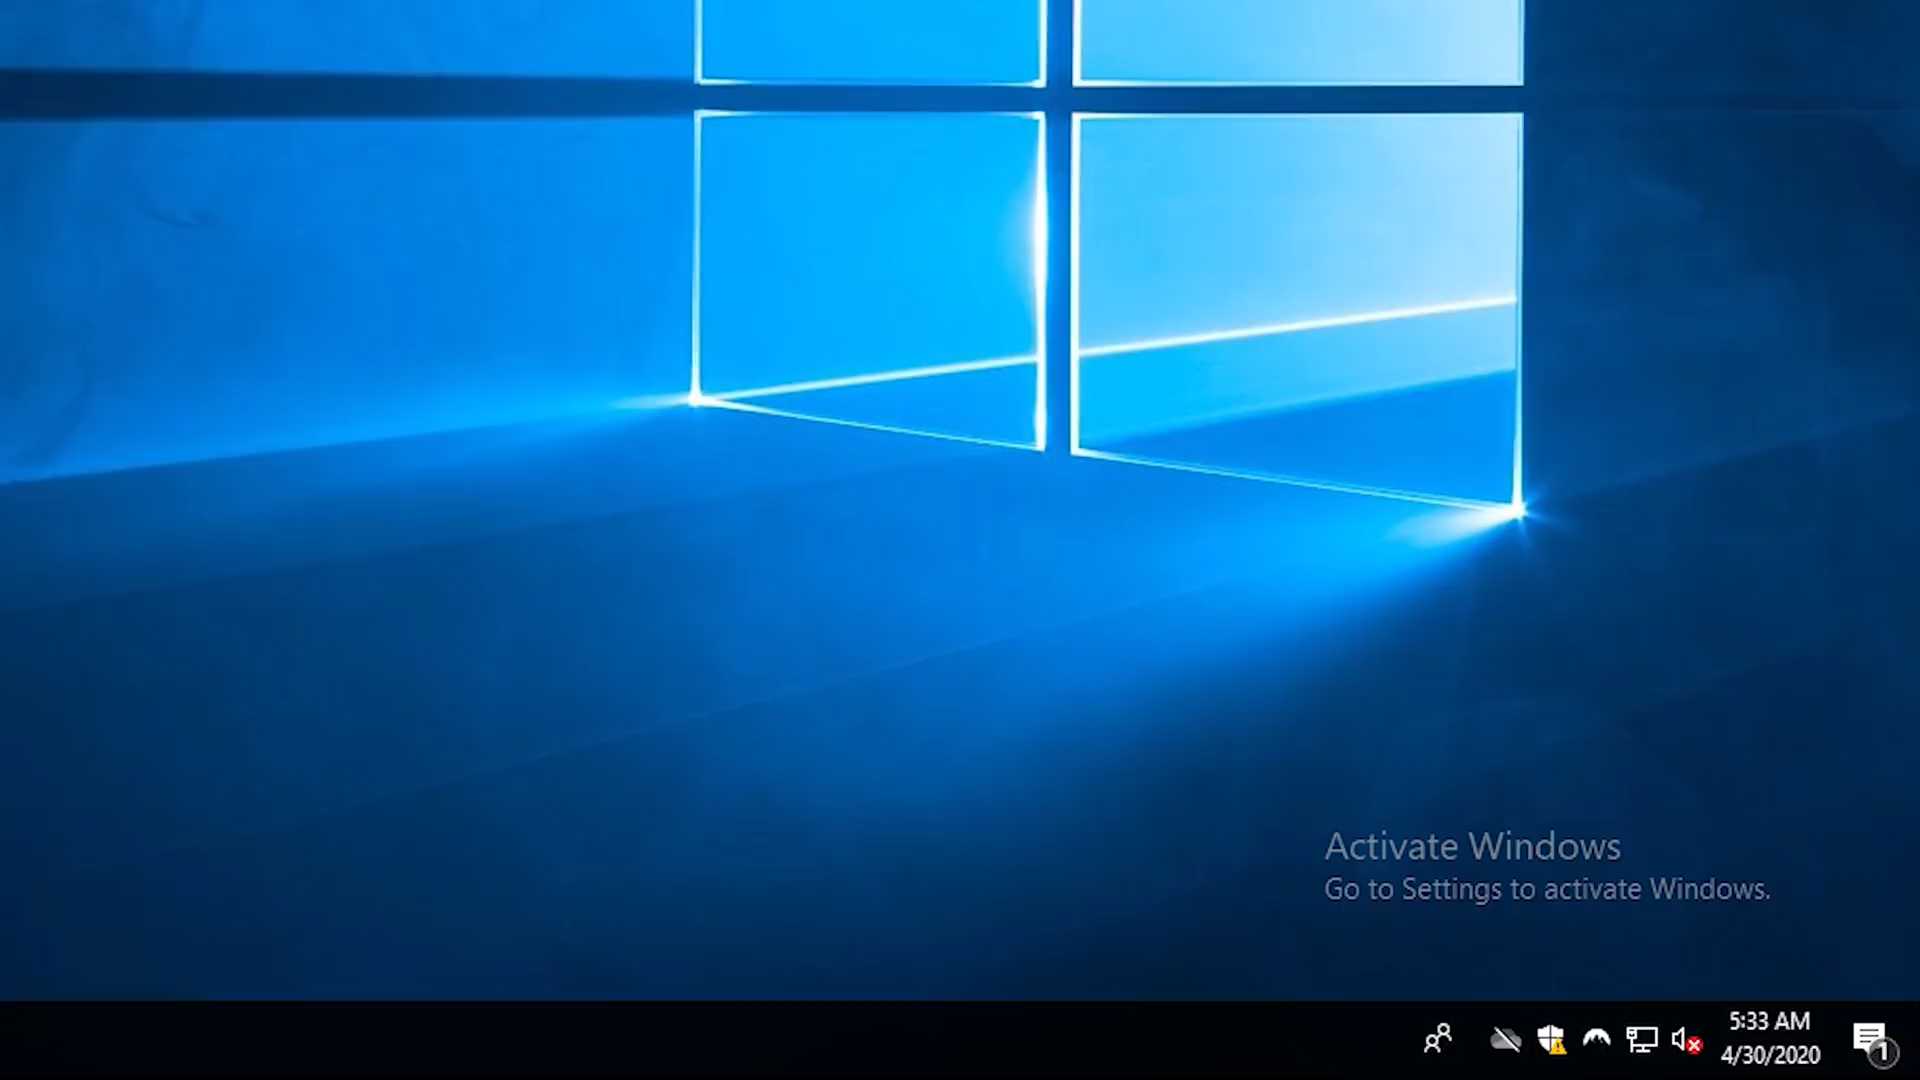 Activate Windows
Go to Settings to activate Windows.
5:33 AM
4/30/2020
1